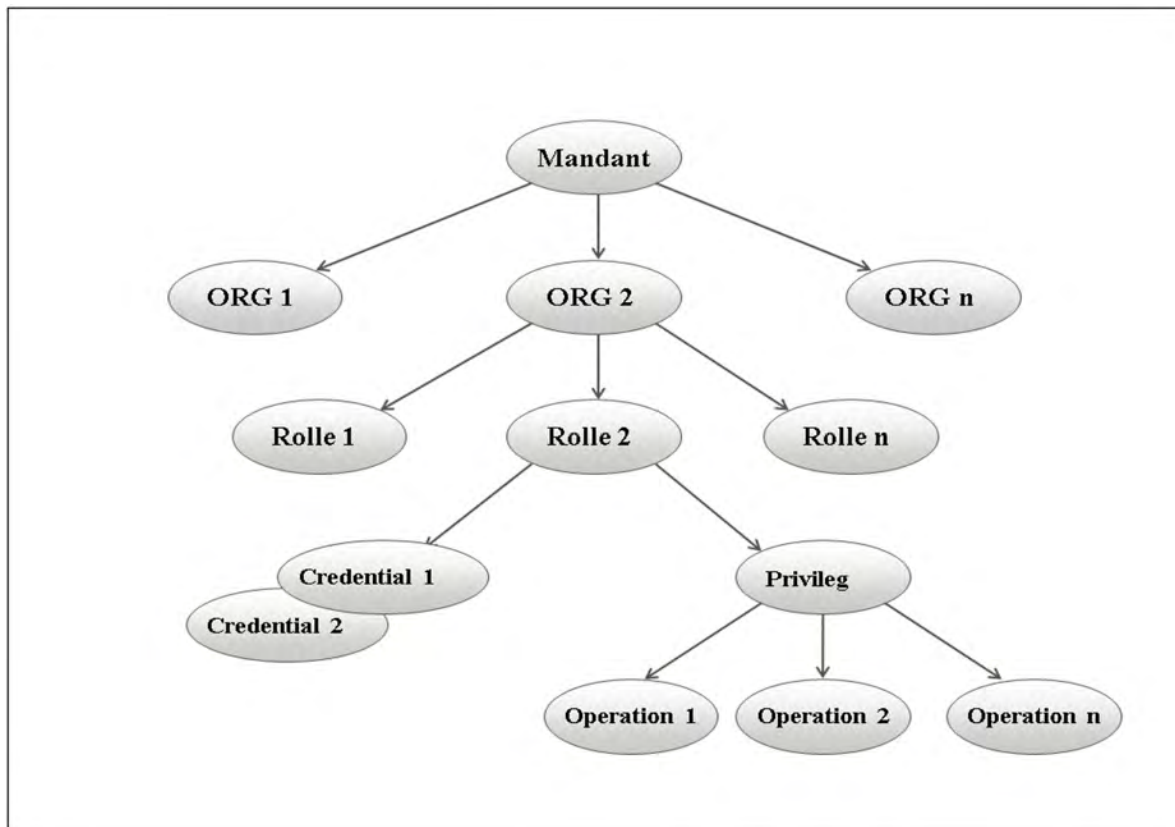 Mandant
ORG 1
ORG 2
ORG n
Rolle 1
Rolle 2
Rolle n
Credential 1
Privileg
Credential 2
Operation 1
Operation 2
Operation n